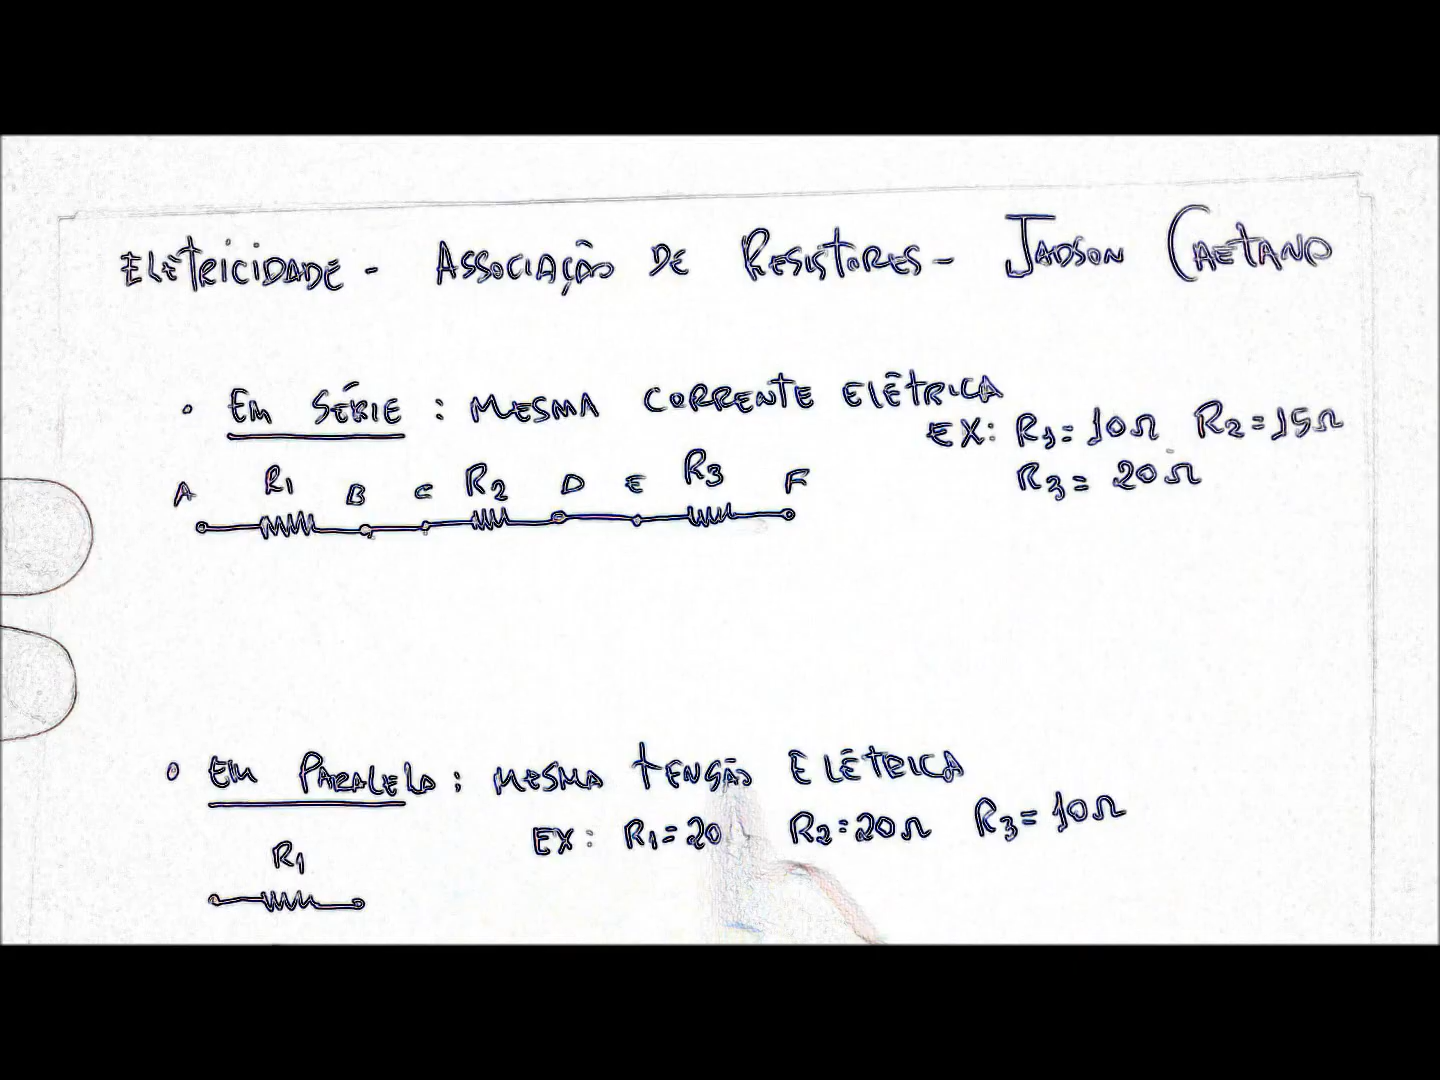 ELETRICIDADE - ASSOCIAÇÃO DE RESISTORES - JADSON CAETANO
• EM SÉRIE : MESMA CORRENTE ELÉTRICA
EX: R1= 10Ω R2=15Ω
R3= 20Ω
A R1 B C R2 D E R3 F
• EM PARALELO : MESMA TENSÃO ELÉTRICA
EX: R1=20 R2=20Ω R3=10Ω
R1